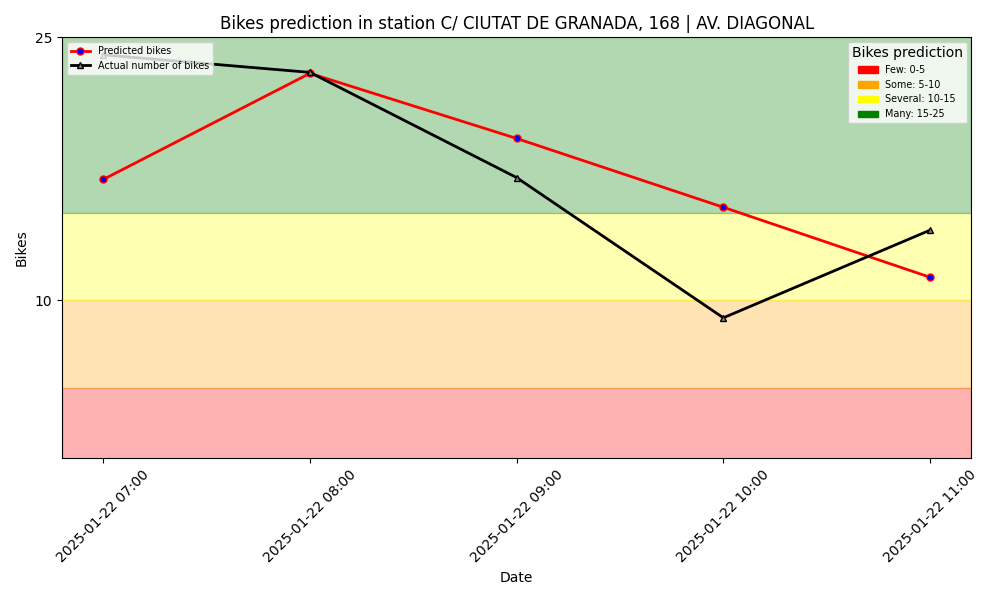 Bikes prediction in station C/ CIUTAT DE GRANADA, 168 | AV. DIAGONAL
25
Predicted bikes
Actual number of bikes
Bikes prediction
Few: 0-5
Some: 5-10
Several: 10-15
Many: 15-25
Bikes
10
2025-01-22 07:00
2025-01-22 08:00
2025-01-22 09:00
2025-01-22 10:00
2025-01-22 11:00
Date